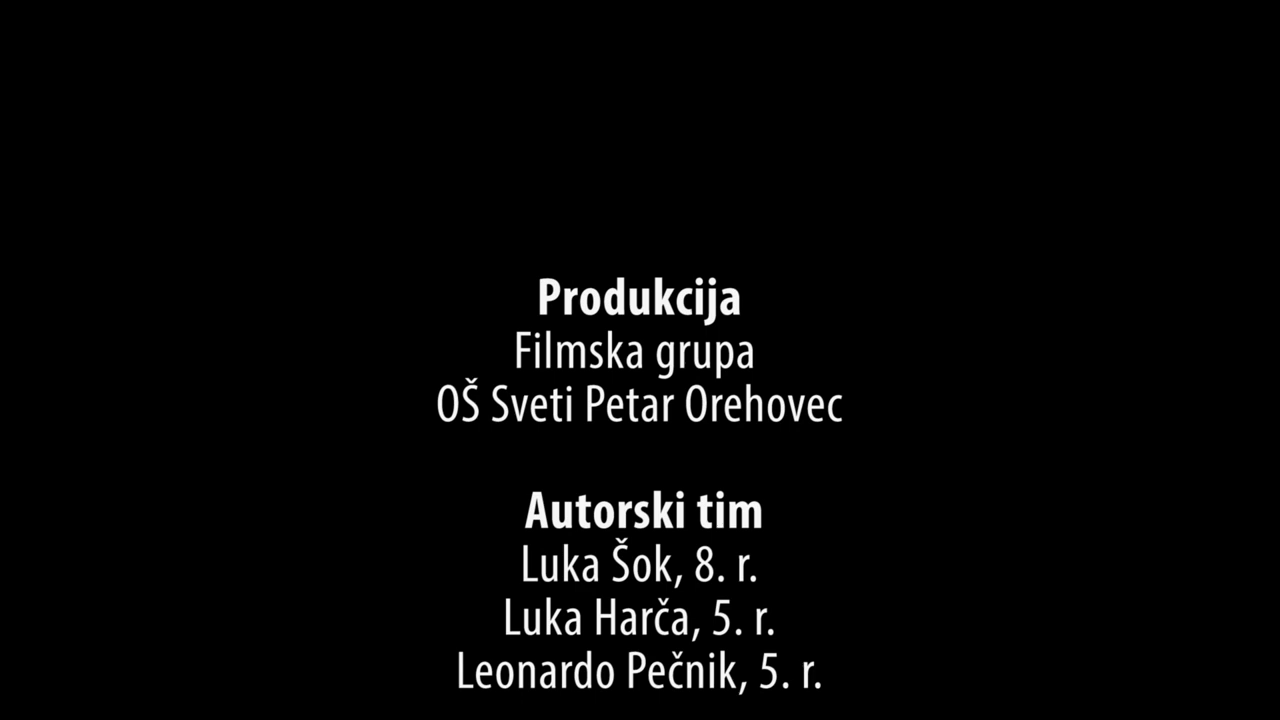 Produkcija
Filmska grupa
OŠ Sveti Petar Orehovec
Autorski tim
Luka Šok, 8. r.
Luka Harča, 5. r.
Leonardo Pečnik, 5. r.